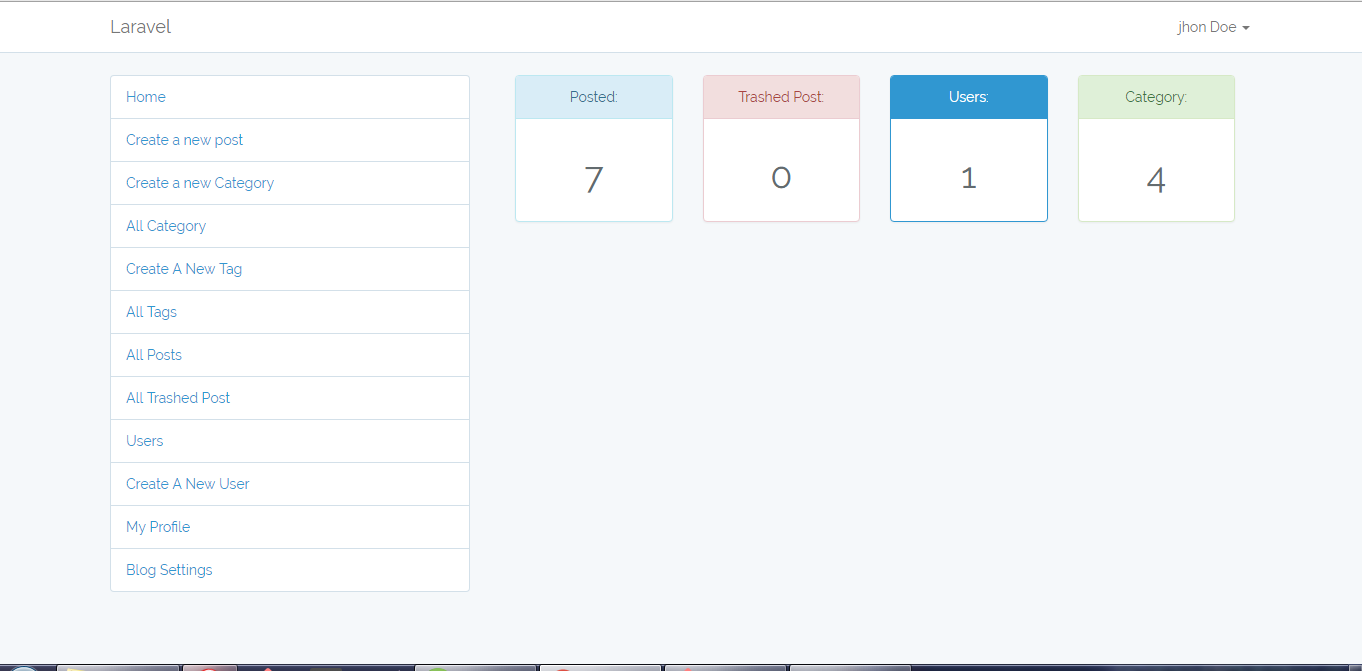 Laravel
jhon Doe
Home
Create a new post
Create a new Category
All Category
Create A New Tag
All Tags
All Posts
All Trashed Post
Users
Create A New User
My Profile
Blog Settings
Posted:
7
Trashed Post:
0
Users:
1
Category:
4